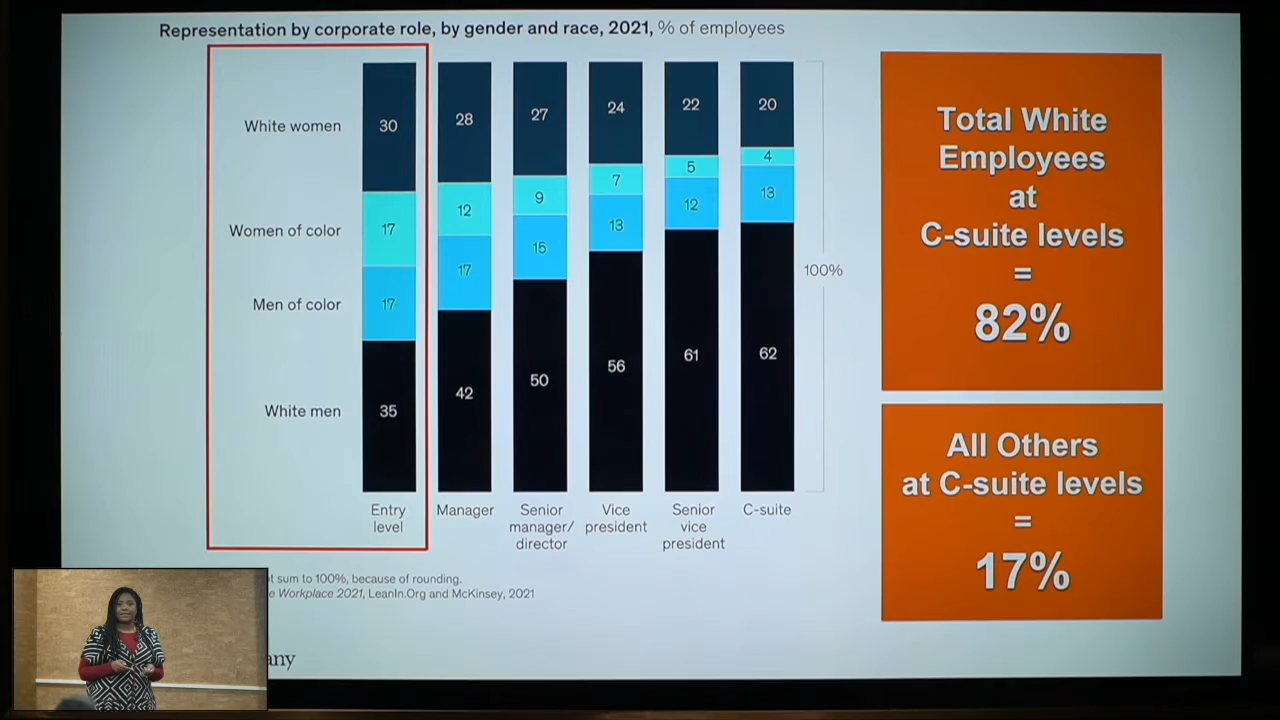 Representation by corporate role, by gender and race, 2021, % of employees
White women
Women of color
Men of color
White men
30
17
17
35
28
12
17
42
27
9
15
50
24
7
13
56
22
5
12
61
20
4
13
62
100%
Entry
level
Manager
Senior
manager/
director
Vice
president
Senior
vice
president
C-suite
sum to 100%, because of rounding.
Workplace 2021, LeanIn.Org and McKinsey, 2021
Total White
Employees
at
C-suite levels
=
82%
All Others
at C-suite levels
=
17%